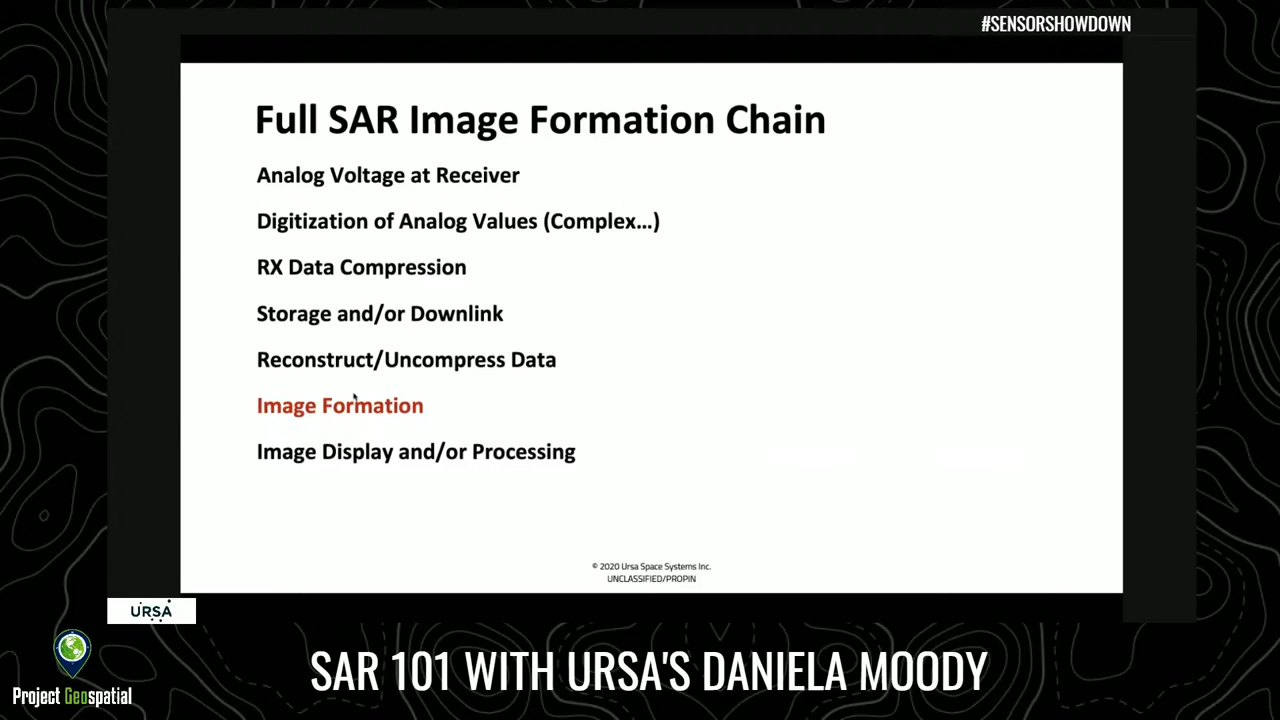 #SENSORSHOWDOWN
Full SAR Image Formation Chain
Analog Voltage at Receiver
Digitization of Analog Values (Complex...)
RX Data Compression
Storage and/or Downlink
Reconstruct/Uncompress Data
Image Formation
Image Display and/or Processing
© 2020 Ursa Space Systems Inc.
UNCLASSIFIED/PROPIN
URSA
SAR 101 WITH URSA'S DANIELA MOODY
Project Geospatial